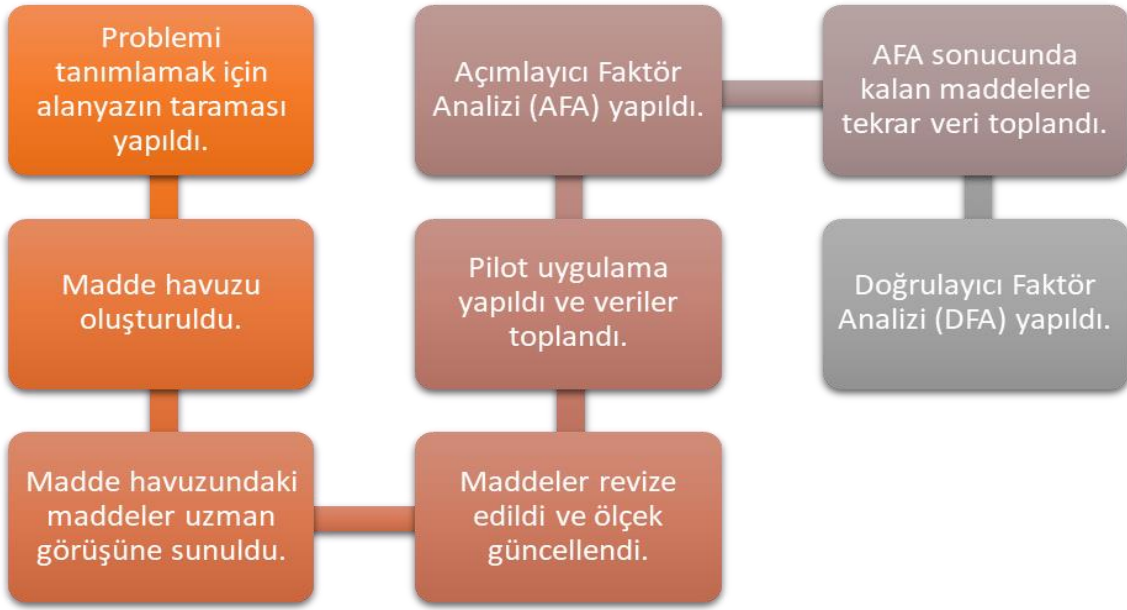 Problemi
tanımlamak için
alanyazın taraması
yapıldı.
Madde havuzu
oluşturuldu.
Madde havuzundaki
maddeler uzman
görüşüne sunuldu.
Maddeler revize
edildi ve ölçek
güncellendi.
Pilot uygulama
yapıldı ve veriler
toplandı.
Açımlayıcı Faktör
Analizi (AFA) yapıldı.
AFA sonucunda
kalan maddelerle
tekrar veri toplandı.
Doğrulayıcı Faktör
Analizi (DFA) yapıldı.